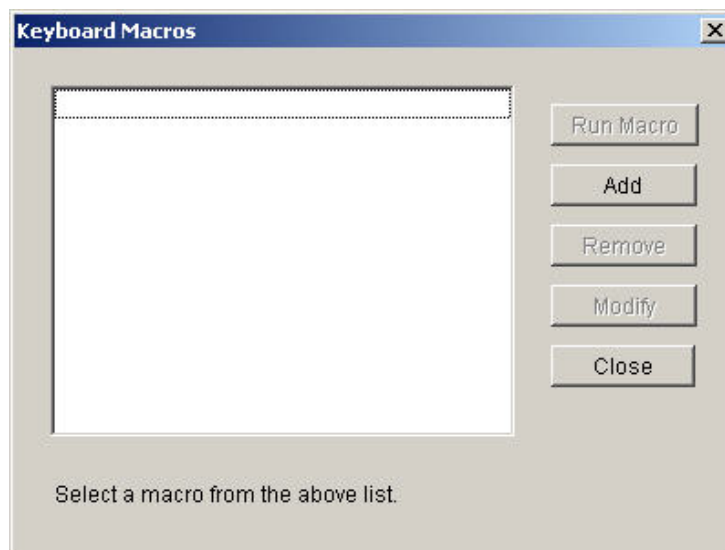 Keyboard Macros
Run Macro
Add
Remove
Modify
Close
Select a macro from the above list.